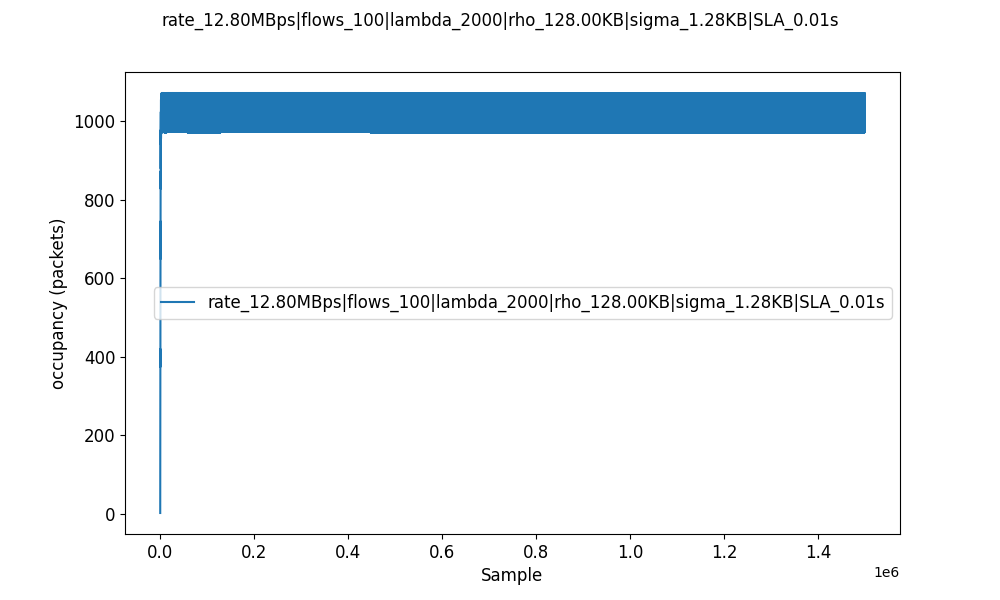 rate_12.80MBps|flows_100|lambda_2000|rho_128.00KB|sigma_1.28KB|SLA_0.01s
1000
800
600
400
200
0
occupancy (packets)
rate_12.80MBps|flows_100|lambda_2000|rho_128.00KB|sigma_1.28KB|SLA_0.01s
0.0 0.2 0.4 0.6 0.8 1.0 1.2 1.4
1e6
Sample